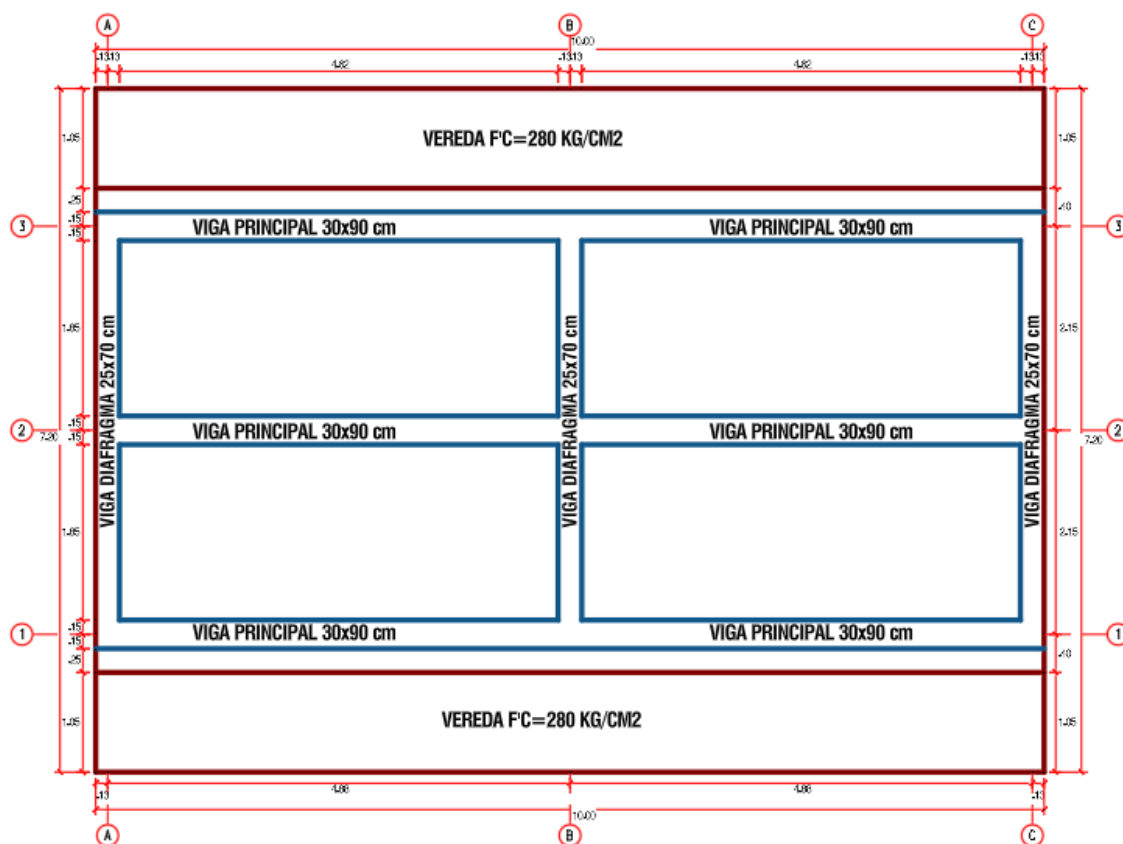 A B C
10.00
.13 .13 4.62 .13 .13 4.62 .13 .13
VEREDA F'C=280 KG/CM2
1.05 1.05
.25 .40
.15
3 VIGA PRINCIPAL 30x90 cm VIGA PRINCIPAL 30x90 cm 3
.15
1.85 2.15
VIGA DIAFRAGMA 25x70 cm VIGA DIAFRAGMA 25x70 cm VIGA DIAFRAGMA 25x70 cm
.15
2 VIGA PRINCIPAL 30x90 cm VIGA PRINCIPAL 30x90 cm 2
7.20 .15 7.20
1.85 2.15
.15
1 VIGA PRINCIPAL 30x90 cm VIGA PRINCIPAL 30x90 cm 1
.15
.25 .40
1.05 1.05
VEREDA F'C=280 KG/CM2
.13 4.88 4.88 .13
10.00
A B C